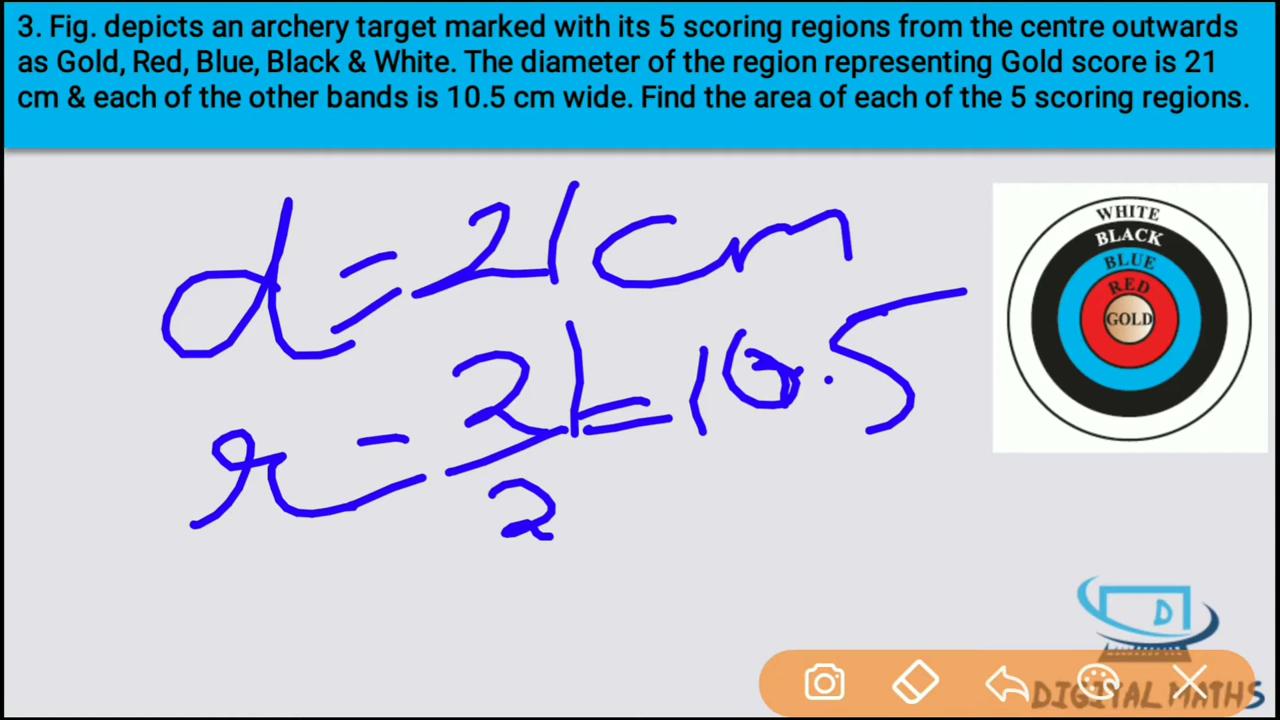 3. Fig. depicts an archery target marked with its 5 scoring regions from the centre outwards
as Gold, Red, Blue, Black & White. The diameter of the region representing Gold score is 21
cm & each of the other bands is 10.5 cm wide. Find the area of each of the 5 scoring regions.
d=21cm
r=21/2=10.5
WHITE
BLACK
BLUE
RED
GOLD
D
DIGITAL MATHS